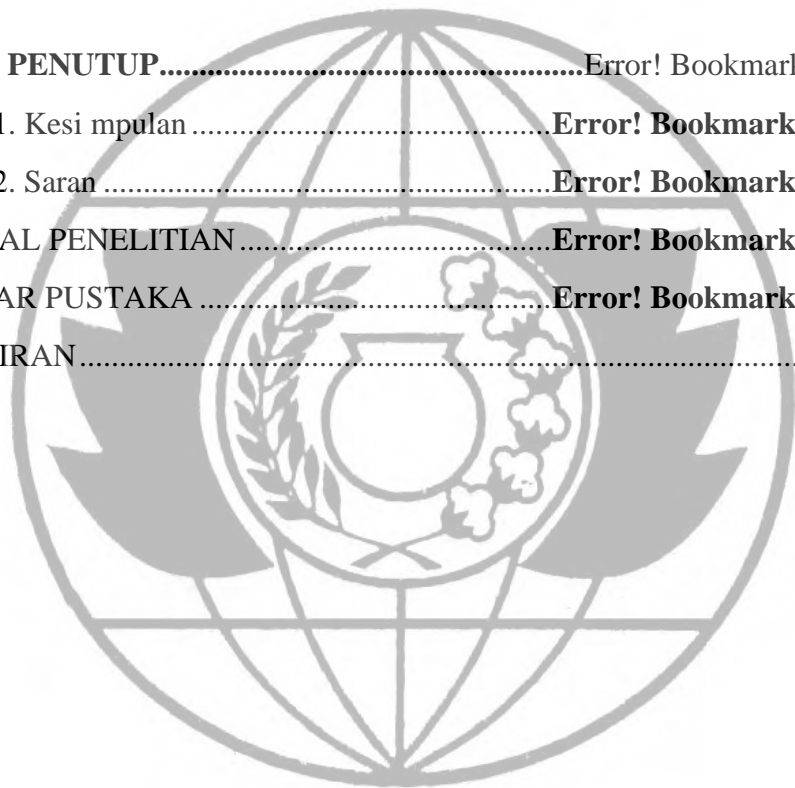 PENUTUP......................................................Error! Bookmark
1. Kesi mpulan ..............................................Error! Bookmark
2. Saran .........................................................Error! Bookmark
AL PENELITIAN ........................................Error! Bookmark
AR PUSTAKA .............................................Error! Bookmark
IRAN............................................................................................